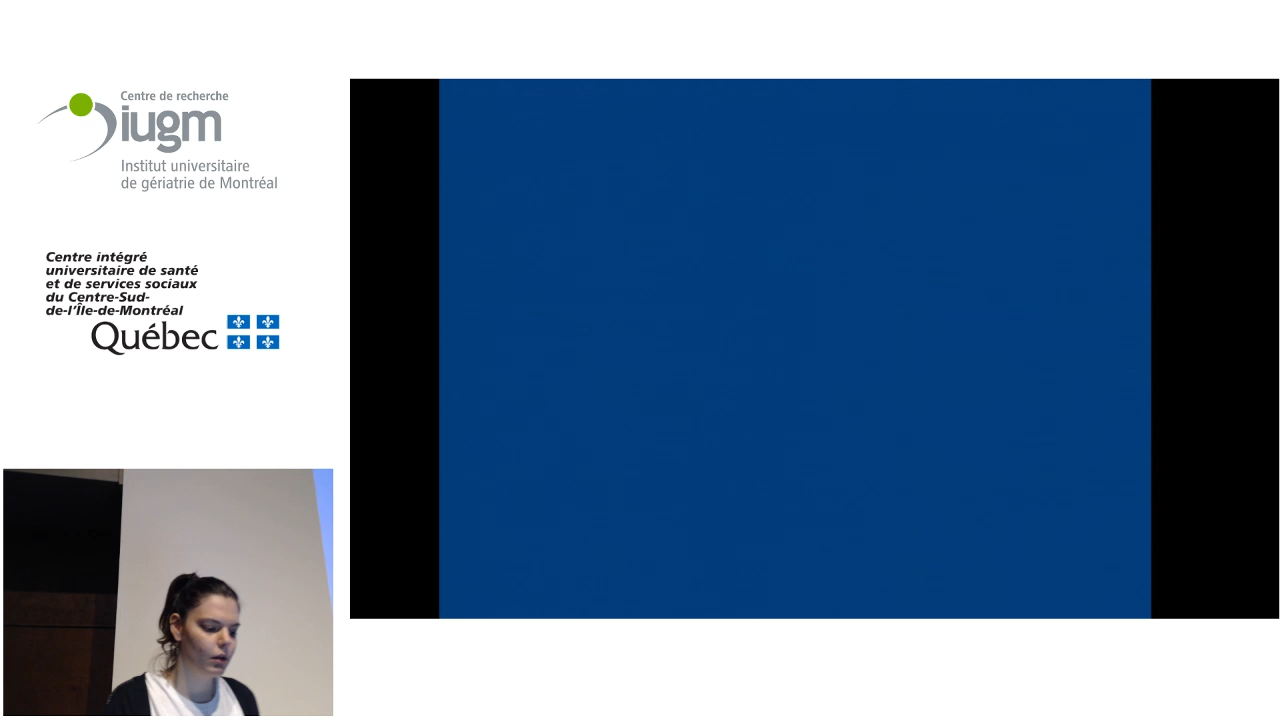 Centre de recherche
iugm
Institut universitaire
de gériatrie de Montréal
Centre intégré
universitaire de santé
et de services sociaux
du Centre-Sud-
de-l'Île-de-Montréal
Québec